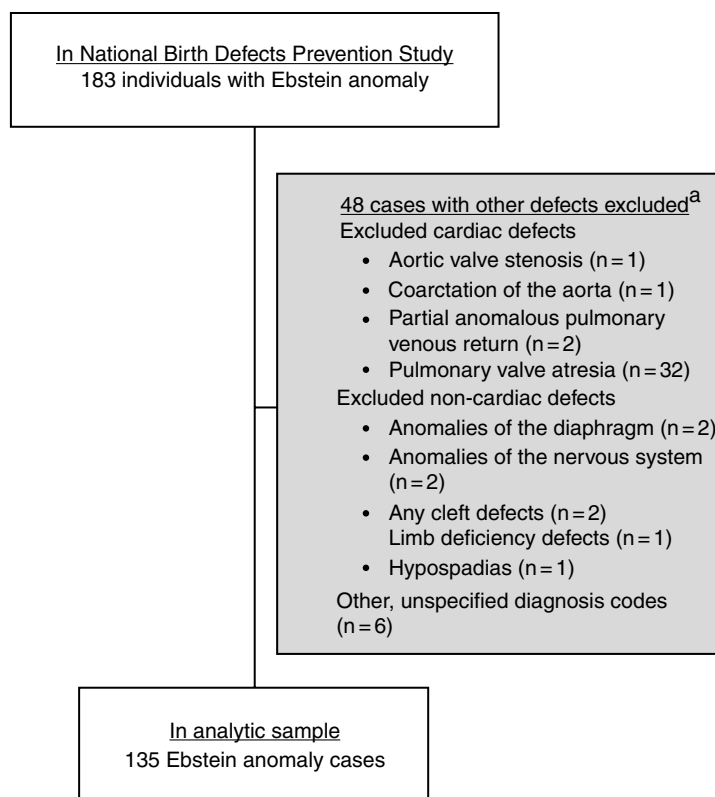 In National Birth Defects Prevention Study
183 individuals with Ebstein anomaly
48 cases with other defects excluded^a
Excluded cardiac defects
• Aortic valve stenosis (n = 1)
• Coarctation of the aorta (n = 1)
• Partial anomalous pulmonary
venous return (n = 2)
• Pulmonary valve atresia (n = 32)
Excluded non-cardiac defects
• Anomalies of the diaphragm (n = 2)
• Anomalies of the nervous system
(n = 2)
• Any cleft defects (n = 2)
Limb deficiency defects (n = 1)
• Hypospadias (n = 1)
Other, unspecified diagnosis codes
(n = 6)
In analytic sample
135 Ebstein anomaly cases